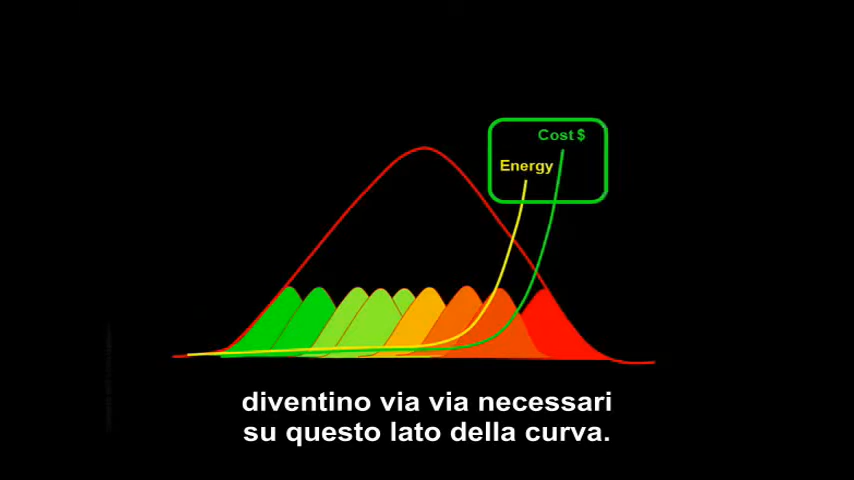 Cost $
Energy
diventino via via necessari
su questo lato della curva.